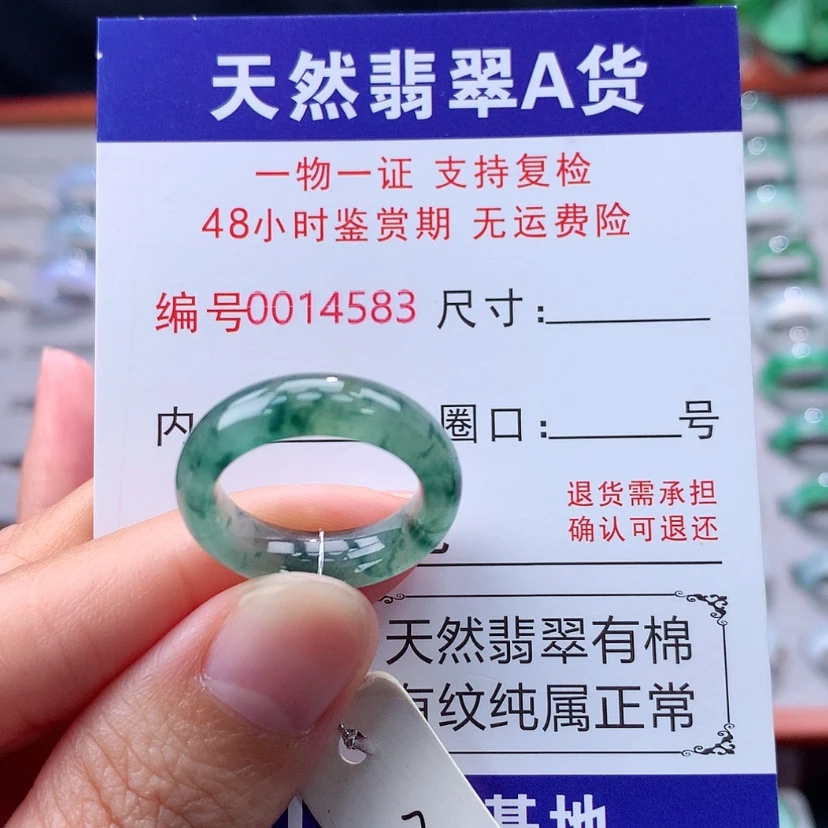 天然翡翠A货
一物一证 支持复检
48小时鉴赏期 无运费险
编号0014583 尺寸:
内 圈口: 号
退货需承担
确认可退还
天然翡翠有棉
有纹纯属正常
基地